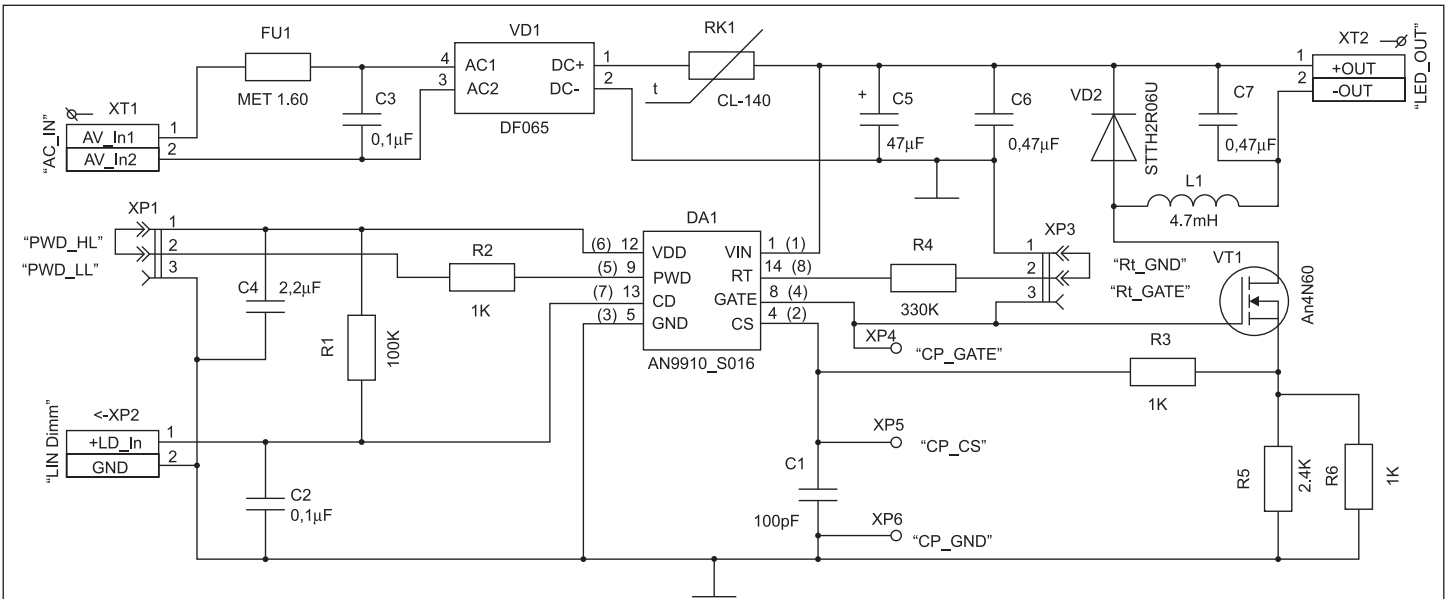 FU1
MET 1.60
XT1
"AC_IN"
AV_In1
AV_In2
1
2
C3
0,1µF
VD1
4
3
AC1
AC2
DC+
DC-
1
2
DF065
RK1
t
CL-140
+
C5
47µF
C6
0,47µF
VD2
STTH2R06U
C7
0,47µF
L1
4.7mH
XT2
1
2
+OUT
-OUT
"LED_OUT"
XP1
1
2
3
"PWD_HL"
"PWD_LL"
C4
2,2µF
R1
100K
R2
1K
DA1
(6) 12
(5) 9
(7) 13
(3) 5
VDD
PWD
CD
GND
VIN
RT
GATE
CS
1 (1)
14 (8)
8 (4)
4 (2)
AN9910_S016
R4
330K
XP3
1
2
3
"Rt_GND"
"Rt_GATE"
VT1
An4N60
XP4
"CP_GATE"
R3
1K
<-XP2
"LIN Dimm"
+LD_In
GND
1
2
C2
0,1µF
XP5
"CP_CS"
C1
100pF
XP6
"CP_GND"
R5
2.4K
R6
1K